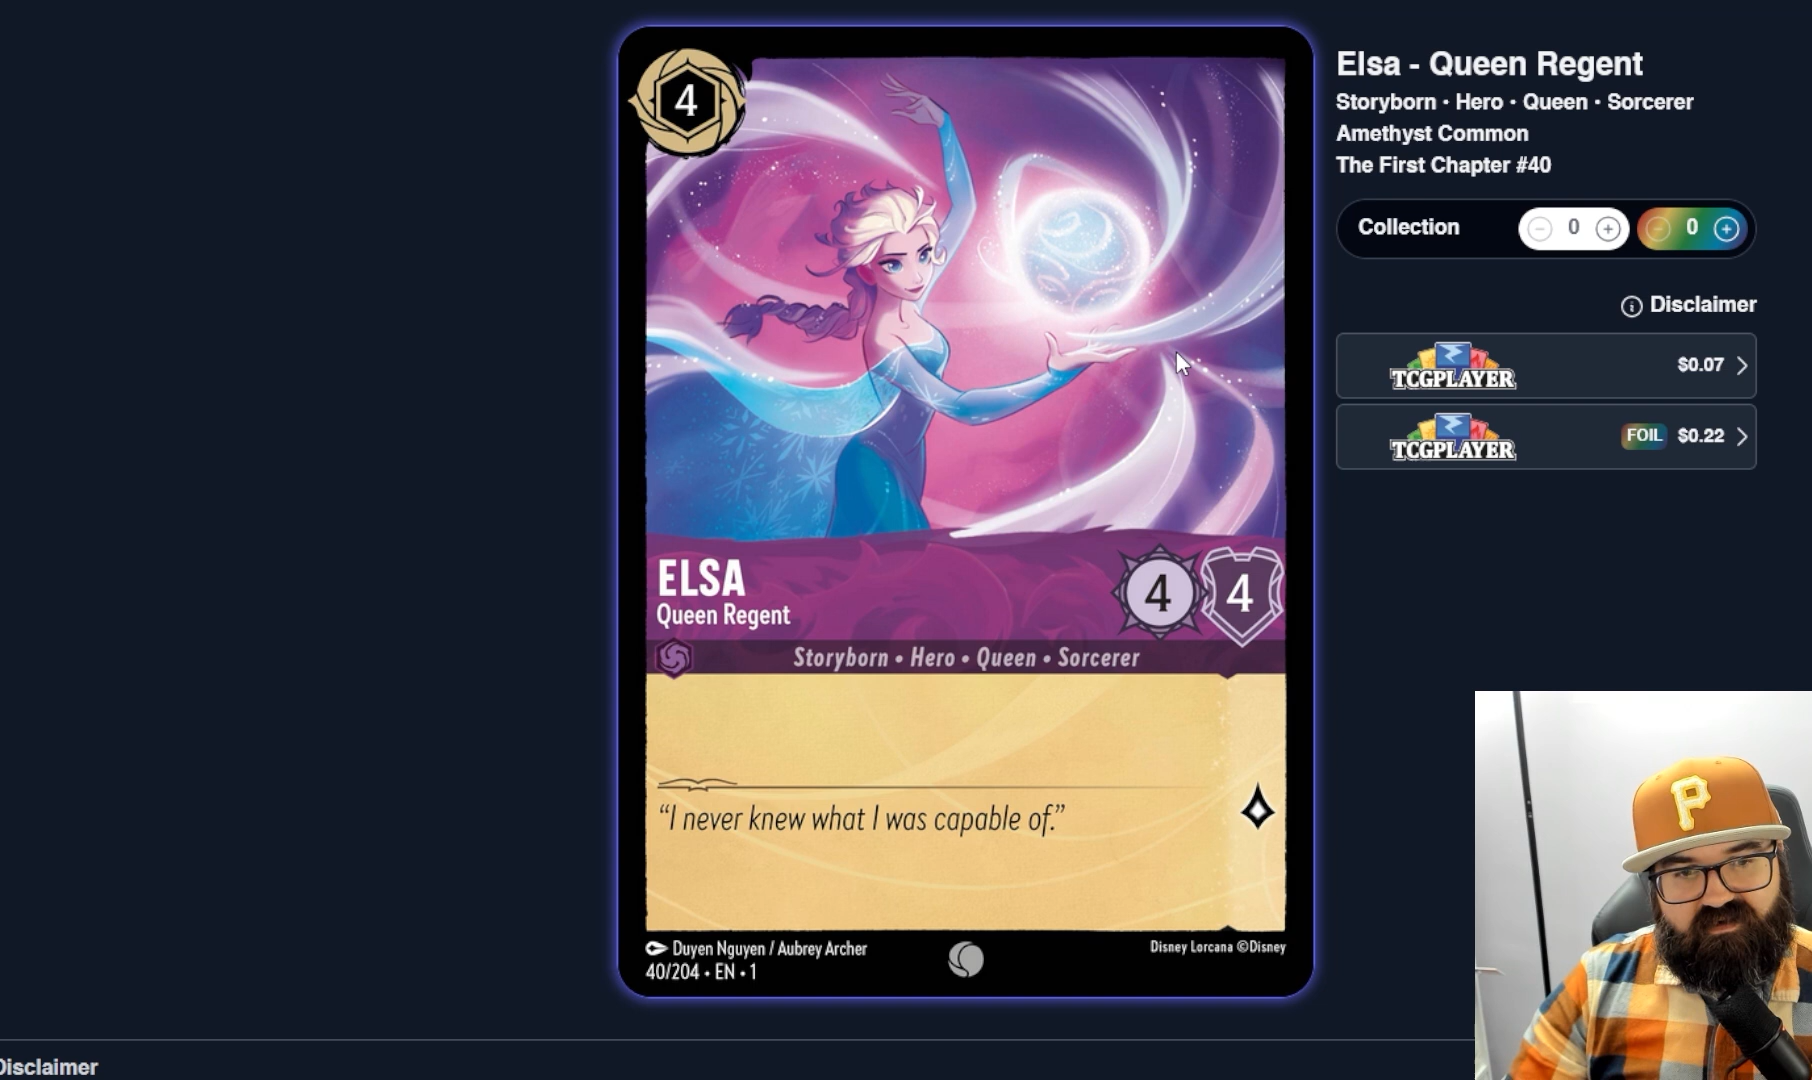 4
ELSA
Queen Regent
4
4
Storyborn • Hero • Queen • Sorcerer
“I never knew what I was capable of.”
Duyen Nguyen / Aubrey Archer
40/204 • EN • 1
Disney Lorcana ©Disney
Elsa - Queen Regent
Storyborn · Hero · Queen · Sorcerer
Amethyst Common
The First Chapter #40
Collection
0
0
Disclaimer
TCGPLAYER $0.07
TCGPLAYER FOIL $0.22
P
Disclaimer